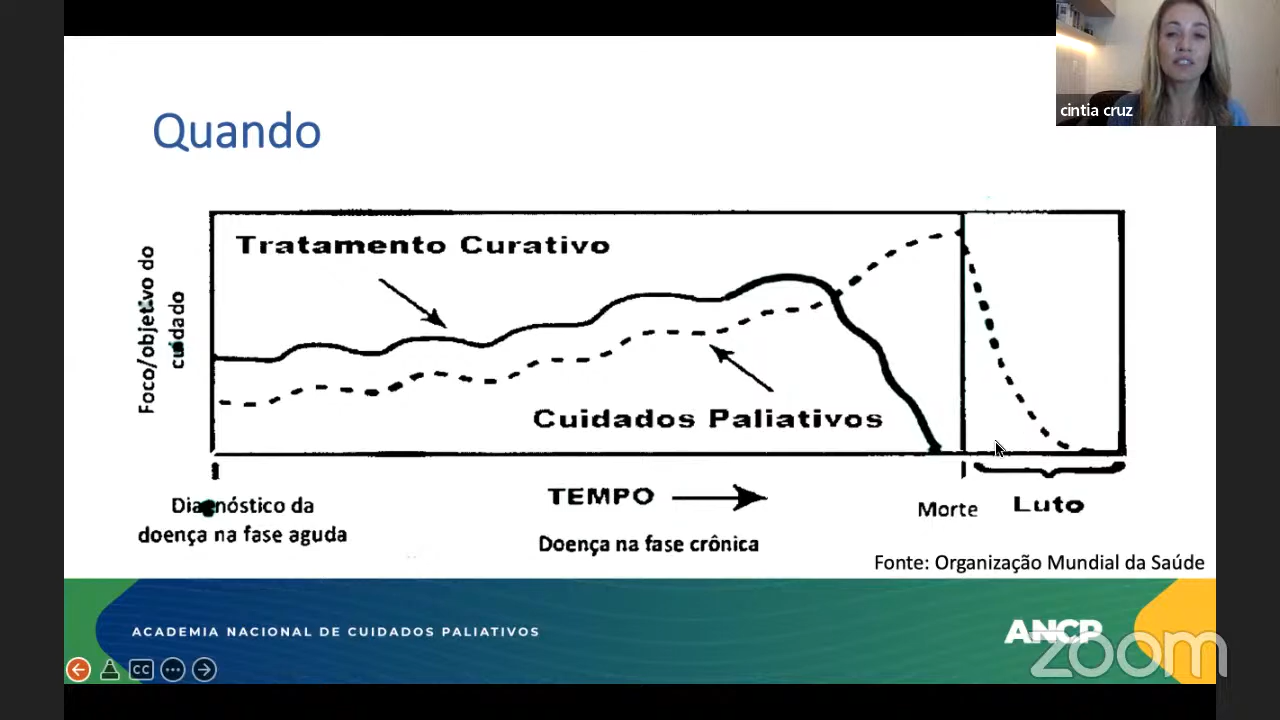 cintia cruz
Quando
Foco/objetivo do
cuidado
Tratamento Curativo
Cuidados Paliativos
TEMPO
Morte
Luto
Diagnóstico da
doença na fase aguda
Doença na fase crônica
Fonte: Organização Mundial da Saúde
ACADEMIA NACIONAL DE CUIDADOS PALIATIVOS
ANCP
zoom
CC